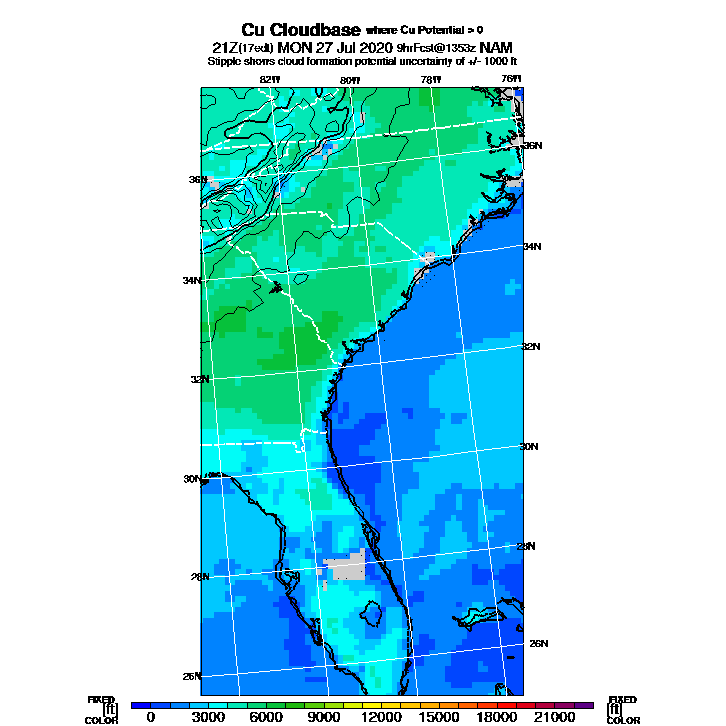 Cu Cloudbase where Cu Potential > 0
21Z(17edt) MON 27 Jul 2020 9hrFcst@1353z NAM
Stipple shows cloud formation potential uncertainty of +/- 1000 ft
82W 80W 78W 76W
36N 36N
34N 34N
32N 32N
30N 30N
28N 28N
26N 26N
FIXED FIXED
[ft] [ft]
COLOR COLOR
0 3000 6000 9000 12000 15000 18000 21000